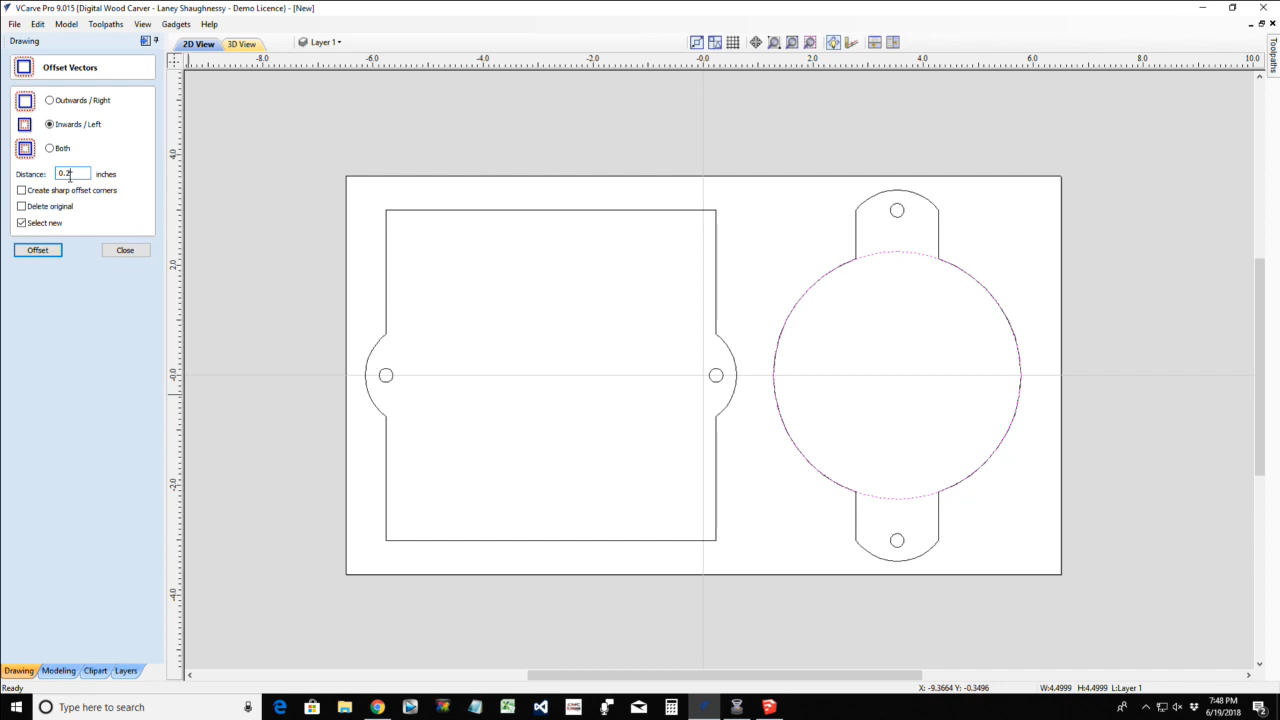 VCarve Pro 9.015 [Digital Wood Carver - Laney Shaughnessy - Demo Licence] - [New]
File Edit Model Toolpaths View Gadgets Help
Drawing
2D View 3D View Layer 1
Offset Vectors
Outwards / Right
Inwards / Left
Both
Distance: 0.2 inches
Create sharp offset corners
Delete original
Select new
Offset Close
-8.0 -6.0 -4.0 -2.0 -0.0 2.0 4.0 6.0 8.0 10.0
4.0
2.0
-0.0
-2.0
-4.0
Toolpaths
Drawing Modeling Clipart Layers
Ready
X: -9.3664 Y: -0.3496 W:4.4999 H:4.4999 L:Layer 1
Type here to search
7:48 PM
6/19/2018
2